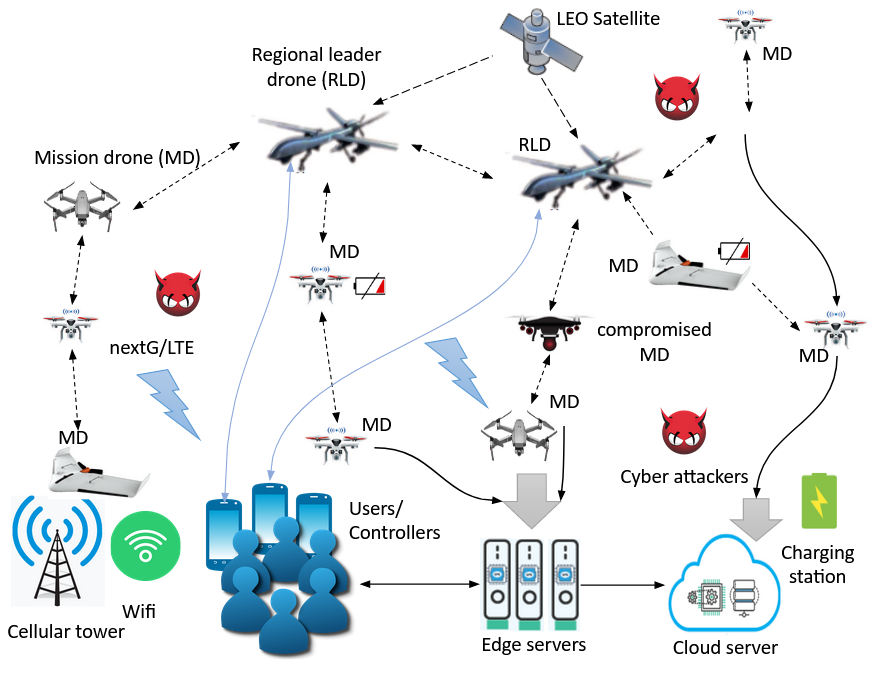 LEO Satellite
MD
Regional leader
drone (RLD)
RLD
Mission drone (MD)
MD
MD
nextG/LTE
compromised
MD
MD
MD
MD
MD
Cyber attackers
Users/
Controllers
Charging
station
Wifi
Cellular tower
Edge servers
Cloud server